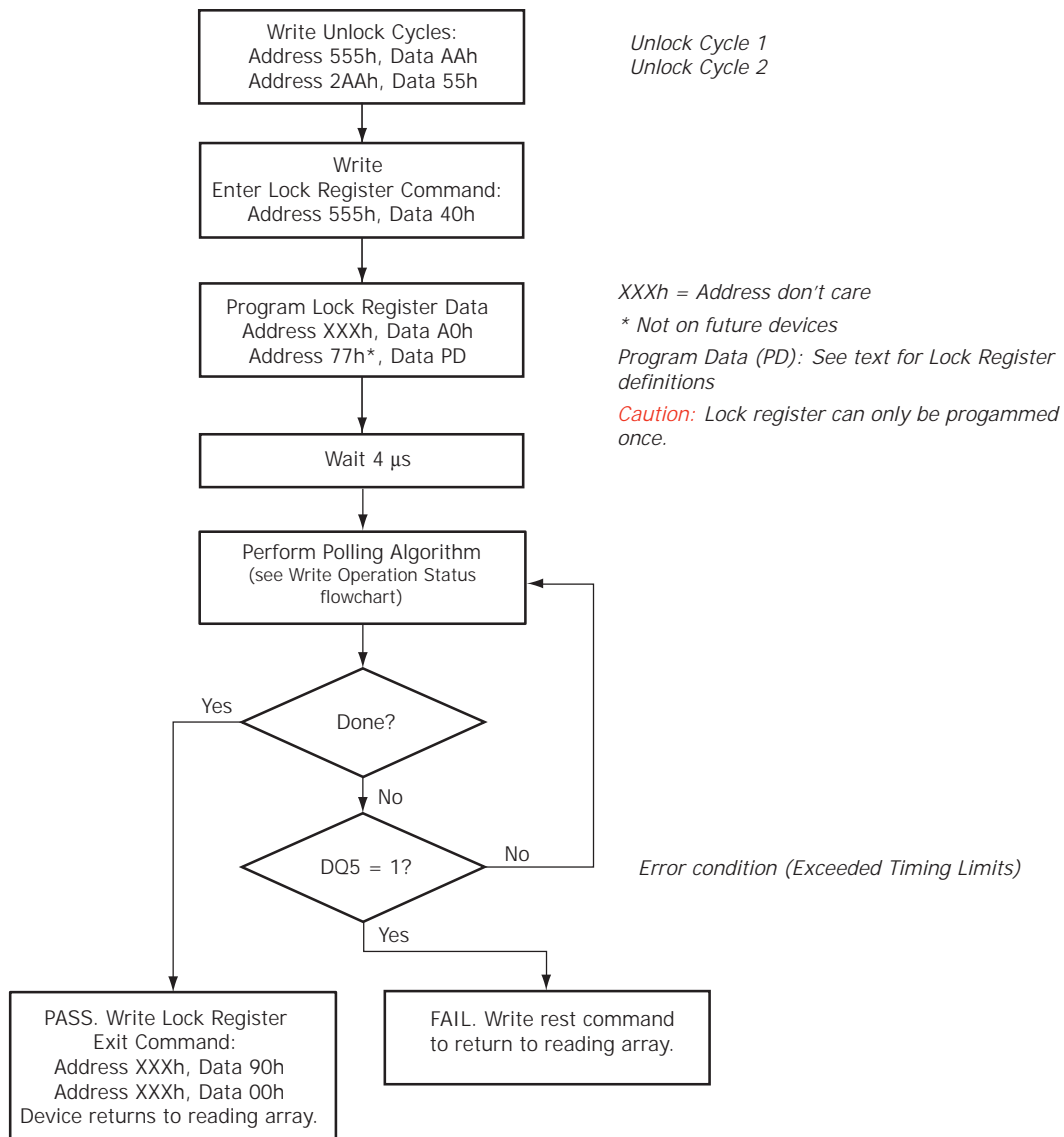 Write Unlock Cycles:
Address 555h, Data AAh
Address 2AAh, Data 55h
Unlock Cycle 1
Unlock Cycle 2
Write
Enter Lock Register Command:
Address 555h, Data 40h
Program Lock Register Data
Address XXXh, Data A0h
Address 77h*, Data PD
XXXh = Address don't care
* Not on future devices
Program Data (PD): See text for Lock Register
definitions
Caution: Lock register can only be progammed
once.
Wait 4 μs
Perform Polling Algorithm
(see Write Operation Status
flowchart)
Yes
Done?
No
DQ5 = 1?
No
Error condition (Exceeded Timing Limits)
Yes
PASS. Write Lock Register
Exit Command:
Address XXXh, Data 90h
Address XXXh, Data 00h
Device returns to reading array.
FAIL. Write rest command
to return to reading array.